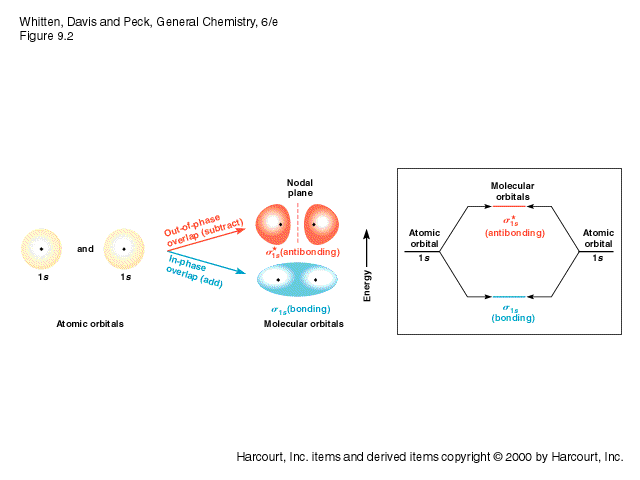 Whitten, Davis and Peck, General Chemistry, 6/e
Figure 9.2
and
1s
1s
Atomic orbitals
Out-of-phase
overlap (subtract)
In-phase
overlap (add)
Nodal
plane
σ*1s (antibonding)
σ1s (bonding)
Molecular orbitals
Energy
Molecular
orbitals
σ*1s
(antibonding)
Atomic
orbital
1s
Atomic
orbital
1s
σ1s
(bonding)
Harcourt, Inc. items and derived items copyright © 2000 by Harcourt, Inc.